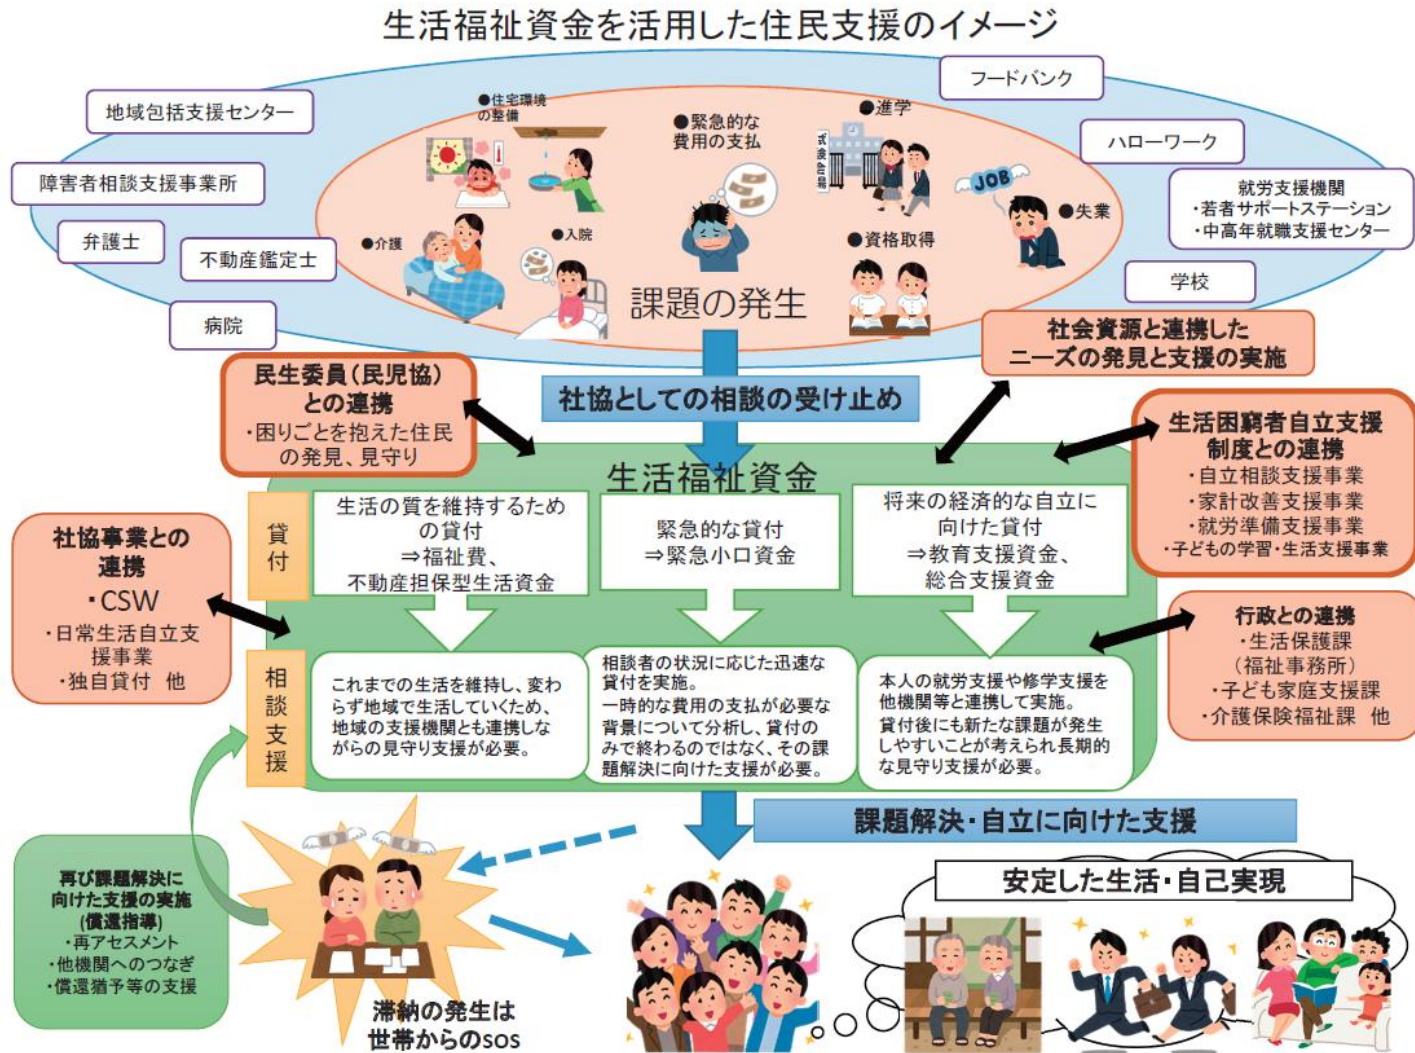 生活福祉資金を活用した住民支援のイメージ
フードバンク
地域包括支援センター
●住宅環境
の整備
●緊急的な
費用の支払
●進学
試験会場
ハローワーク
障害者相談支援事業所
JOB
就労支援機関
・若者サポートステーション
・中高年就職支援センター
弁護士
不動産鑑定士
●介護
●入院
●資格取得
●失業
学校
病院
課題の発生
社会資源と連携した
ニーズの発見と支援の実施
民生委員(民児協)
との連携
・困りごとを抱えた住民
の発見、見守り
社協としての相談の受け止め
生活困窮者自立支援
制度との連携
・自立相談支援事業
・家計改善支援事業
・就労準備支援事業
・子どもの学習・生活支援事業
生活福祉資金
貸付
生活の質を維持するため
の貸付
⇒福祉費、
不動産担保型生活資金
緊急的な貸付
⇒緊急小口資金
将来の経済的な自立に
向けた貸付
⇒教育支援資金、
総合支援資金
社協事業との
連携
・CSW
・日常生活自立支
援事業
・独自貸付 他
行政との連携
・生活保護課
(福祉事務所)
・子ども家庭支援課
・介護保険福祉課 他
相談支援
これまでの生活を維持し、変わ
らず地域で生活していくため、
地域の支援機関とも連携しな
がらの見守り支援が必要。
相談者の状況に応じた迅速な
貸付を実施。
一時的な費用の支払が必要な
背景について分析し、貸付の
みで終わるのではなく、その課
題解決に向けた支援が必要。
本人の就労支援や修学支援を
他機関等と連携して実施。
貸付後にも新たな課題が発生
しやすいことが考えられ長期的
な見守り支援が必要。
課題解決・自立に向けた支援
再び課題解決に
向けた支援の実施
(償還指導)
・再アセスメント
・他機関へのつなぎ
・償還猶予等の支援
安定した生活・自己実現
滞納の発生は
世帯からのSOS